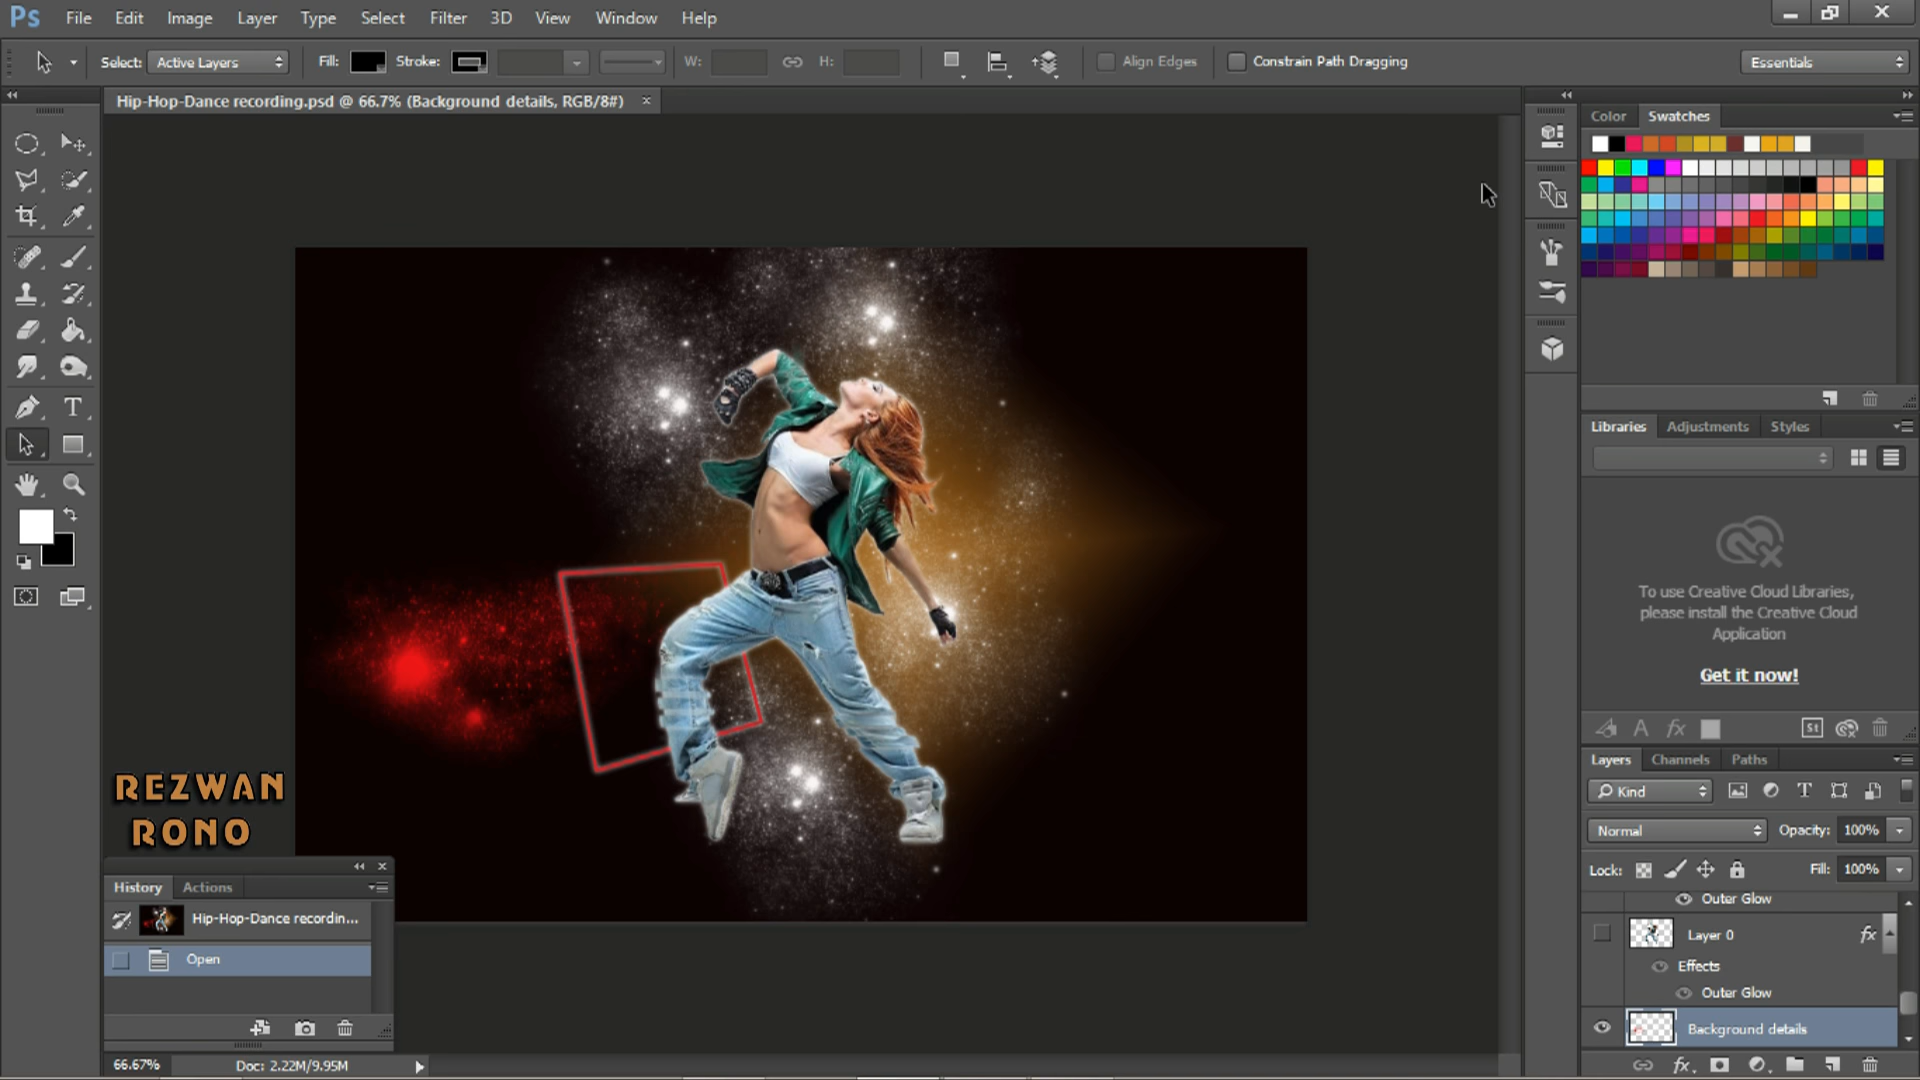 Ps File Edit Image Layer Type Select Filter 3D View Window Help
Select: Active Layers Fill: Stroke: W: H: Align Edges Constrain Path Dragging Essentials
Hip-Hop-Dance recording.psd @ 66.7% (Background details, RGB/8#) ×
Color Swatches
Libraries Adjustments Styles
To use Creative Cloud Libraries,
please install the Creative Cloud
Application
Get it now!
A fx St
Layers Channels Paths
Kind T
Normal Opacity: 100%
Lock: Fill: 100%
Outer Glow
Layer 0 fx
Effects
Outer Glow
Background details
fx
T
REZWAN
RONO
History Actions
Hip-Hop-Dance recordin...
Open
66.67% Doc: 2.22M/9.95M